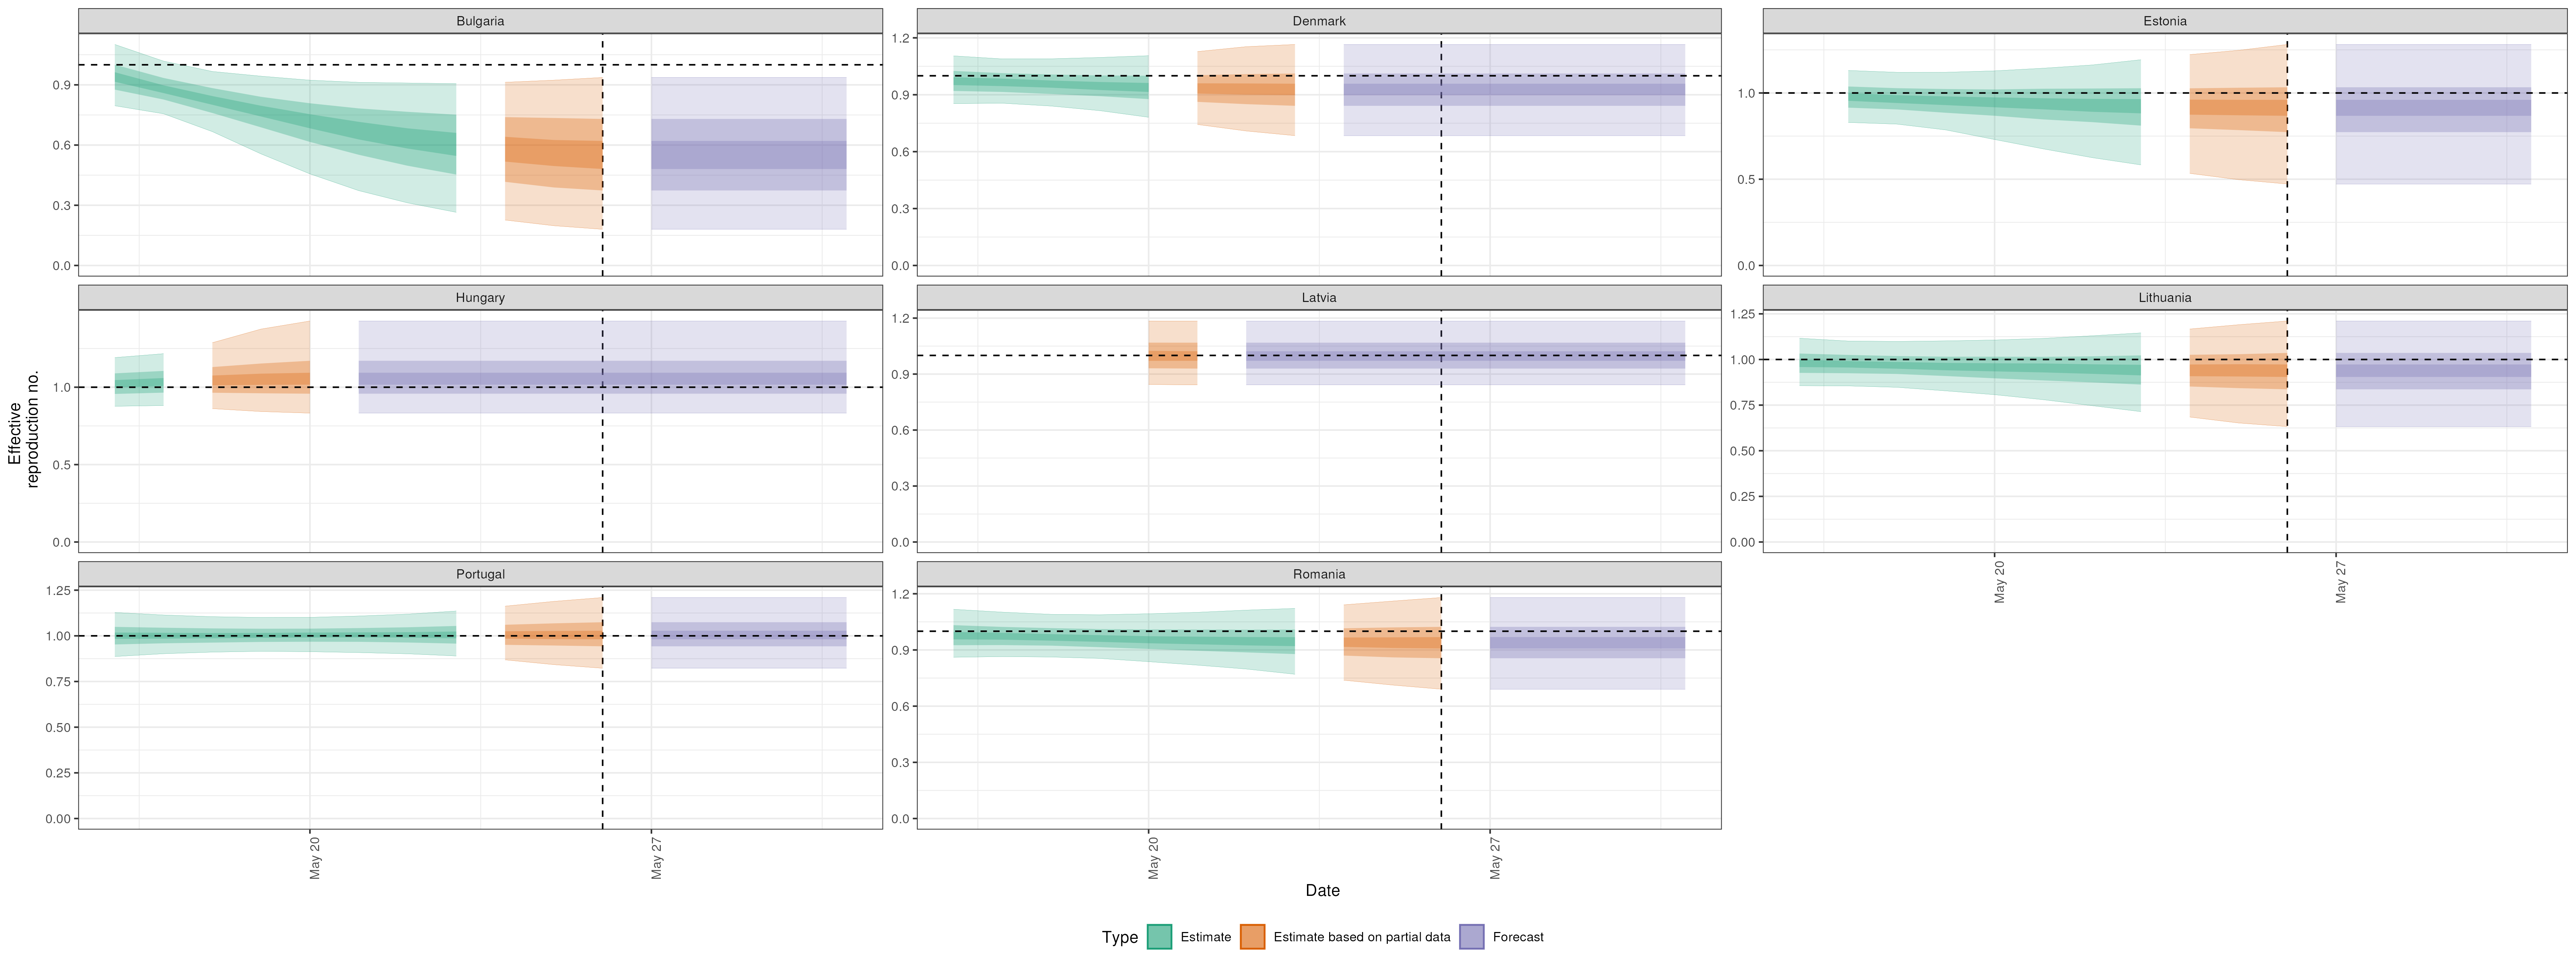 Bulgaria
Denmark
Estonia
0.9
0.6
0.3
0.0
1.2
0.9
0.6
0.3
0.0
1.0
0.5
0.0
Hungary
Latvia
Lithuania
1.0
0.5
0.0
1.2
0.9
0.6
0.3
0.0
1.25
1.00
0.75
0.50
0.25
0.00
May 20
May 27
Effective
reproduction no.
Portugal
Romania
1.25
1.00
0.75
0.50
0.25
0.00
1.2
0.9
0.6
0.3
0.0
May 20
May 27
May 20
May 27
Date
Type
Estimate
Estimate based on partial data
Forecast